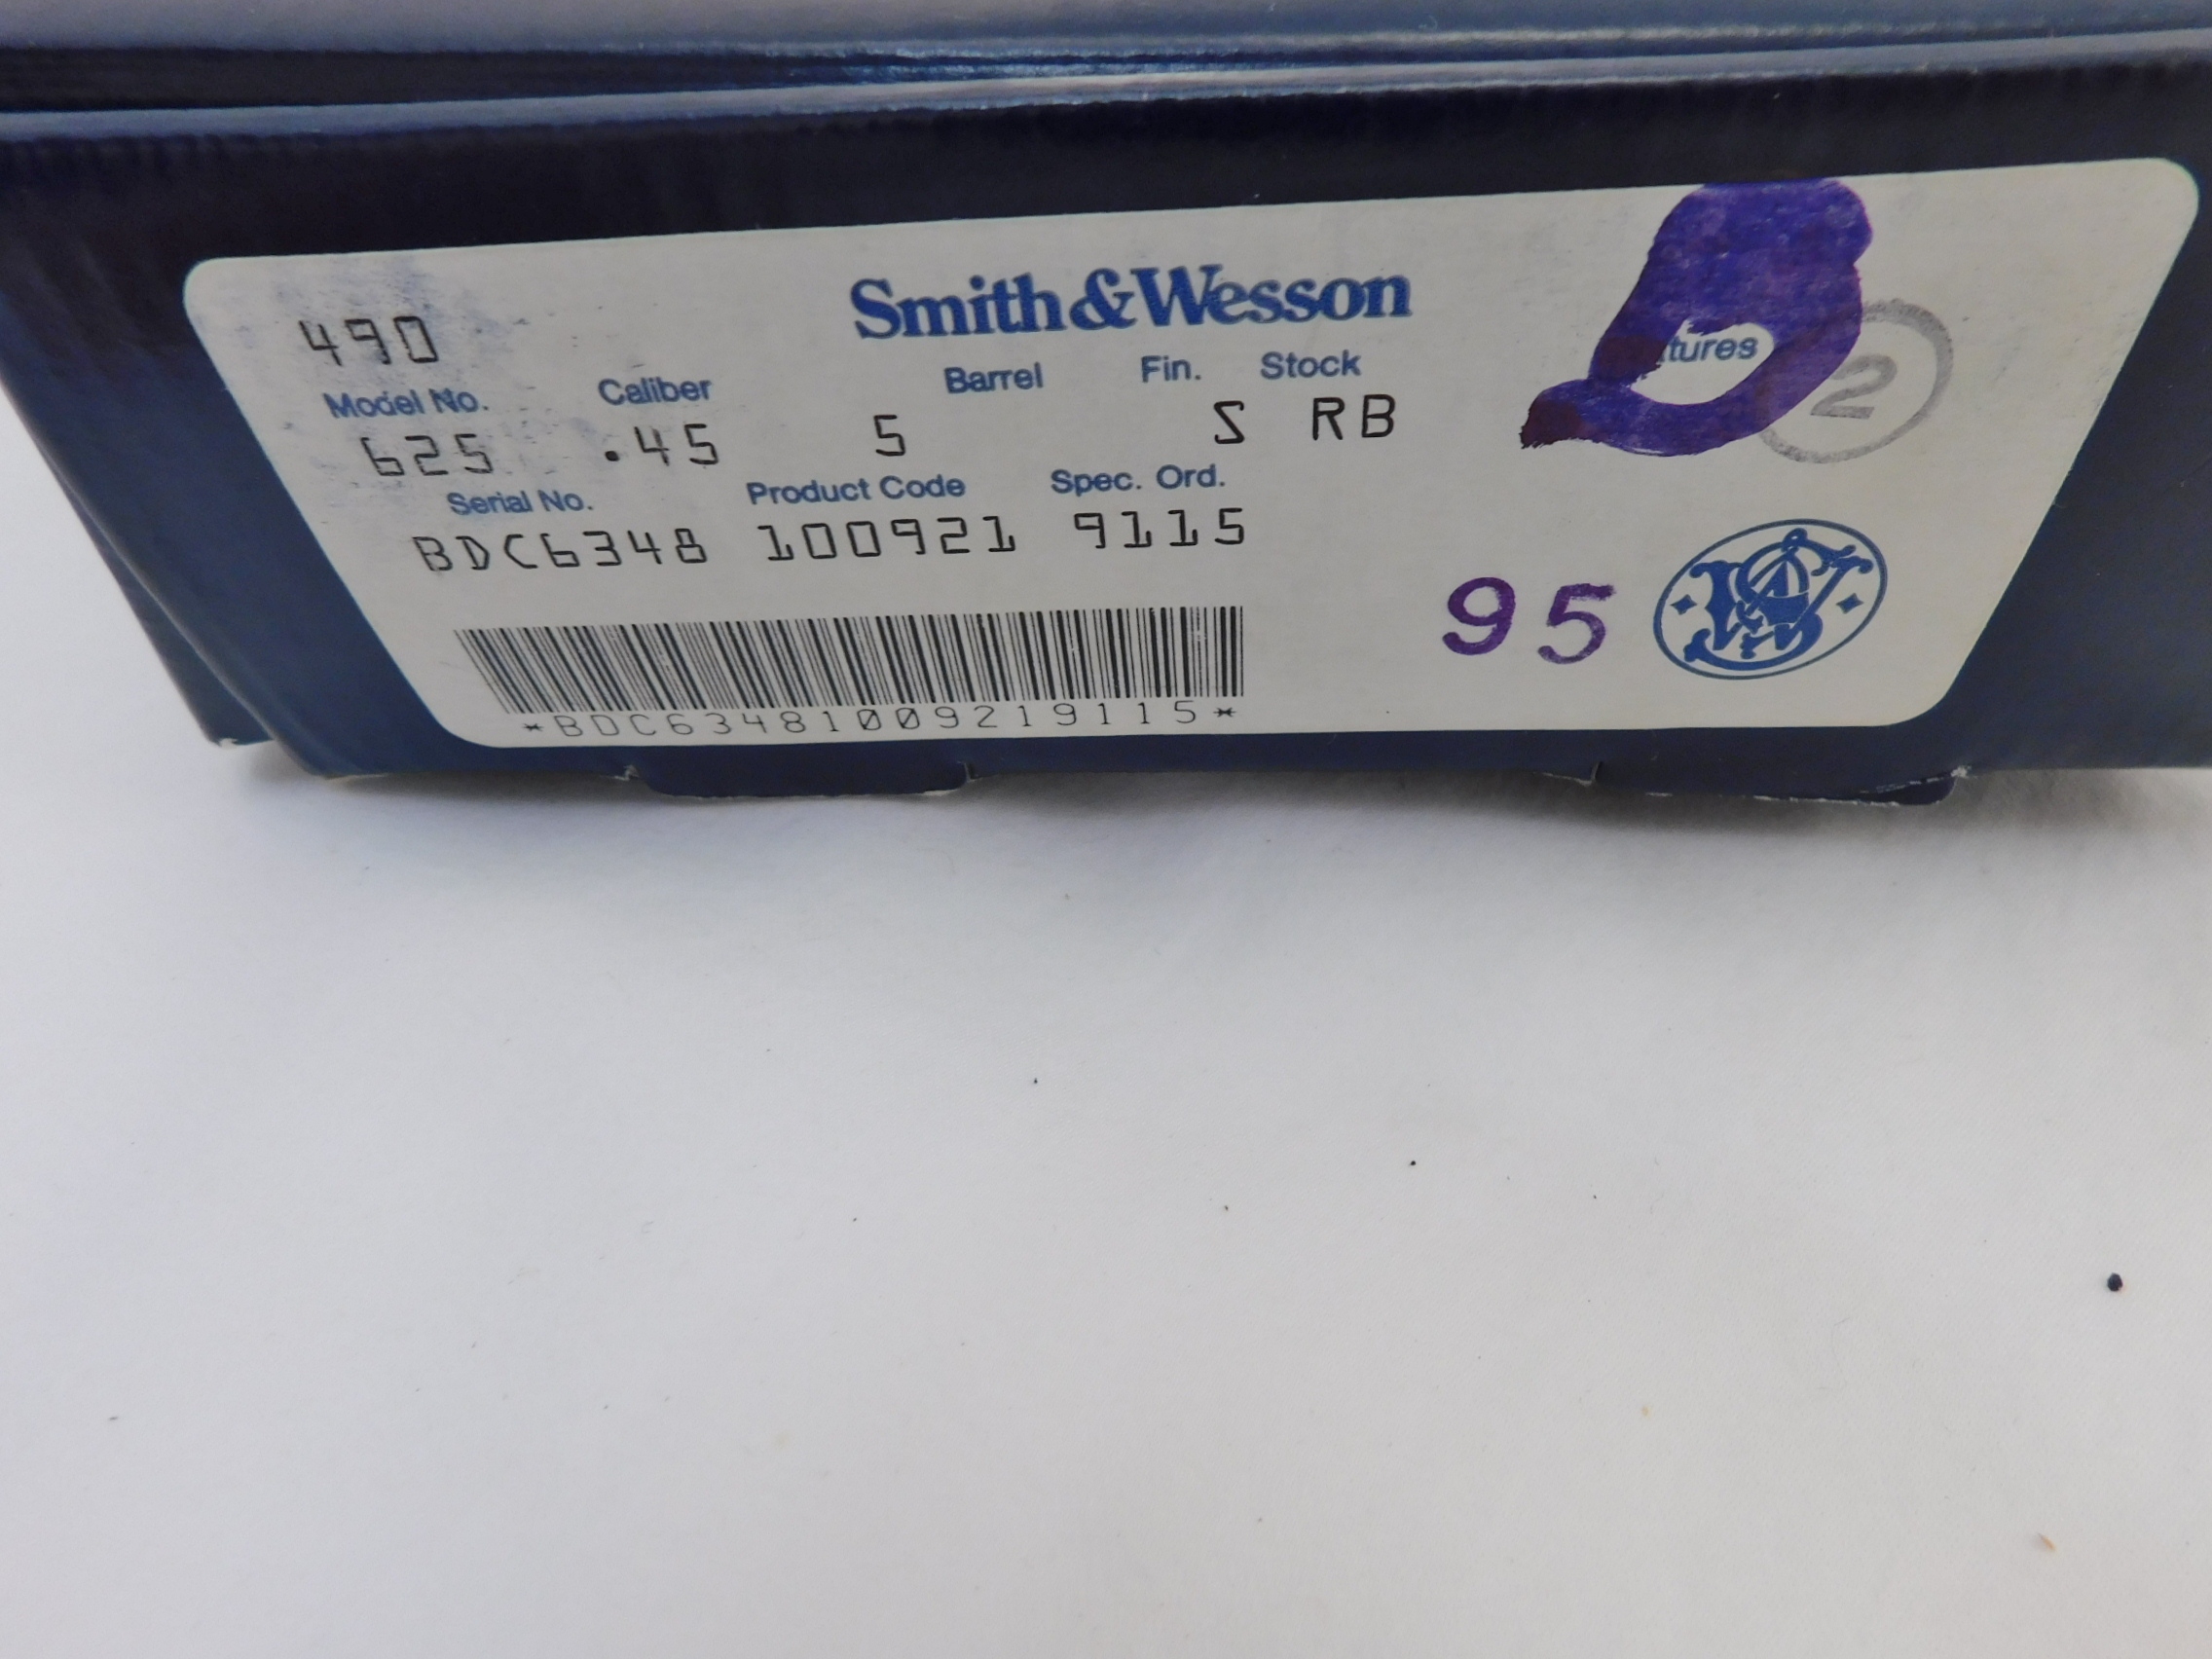 Smith & Wesson
490
Model No. Caliber Barrel Fin. Stock
625 .45 5 S RB
2
Serial No. Product Code Spec. Ord.
BDC6348 100921 9115
95
*BDC63481009219115*